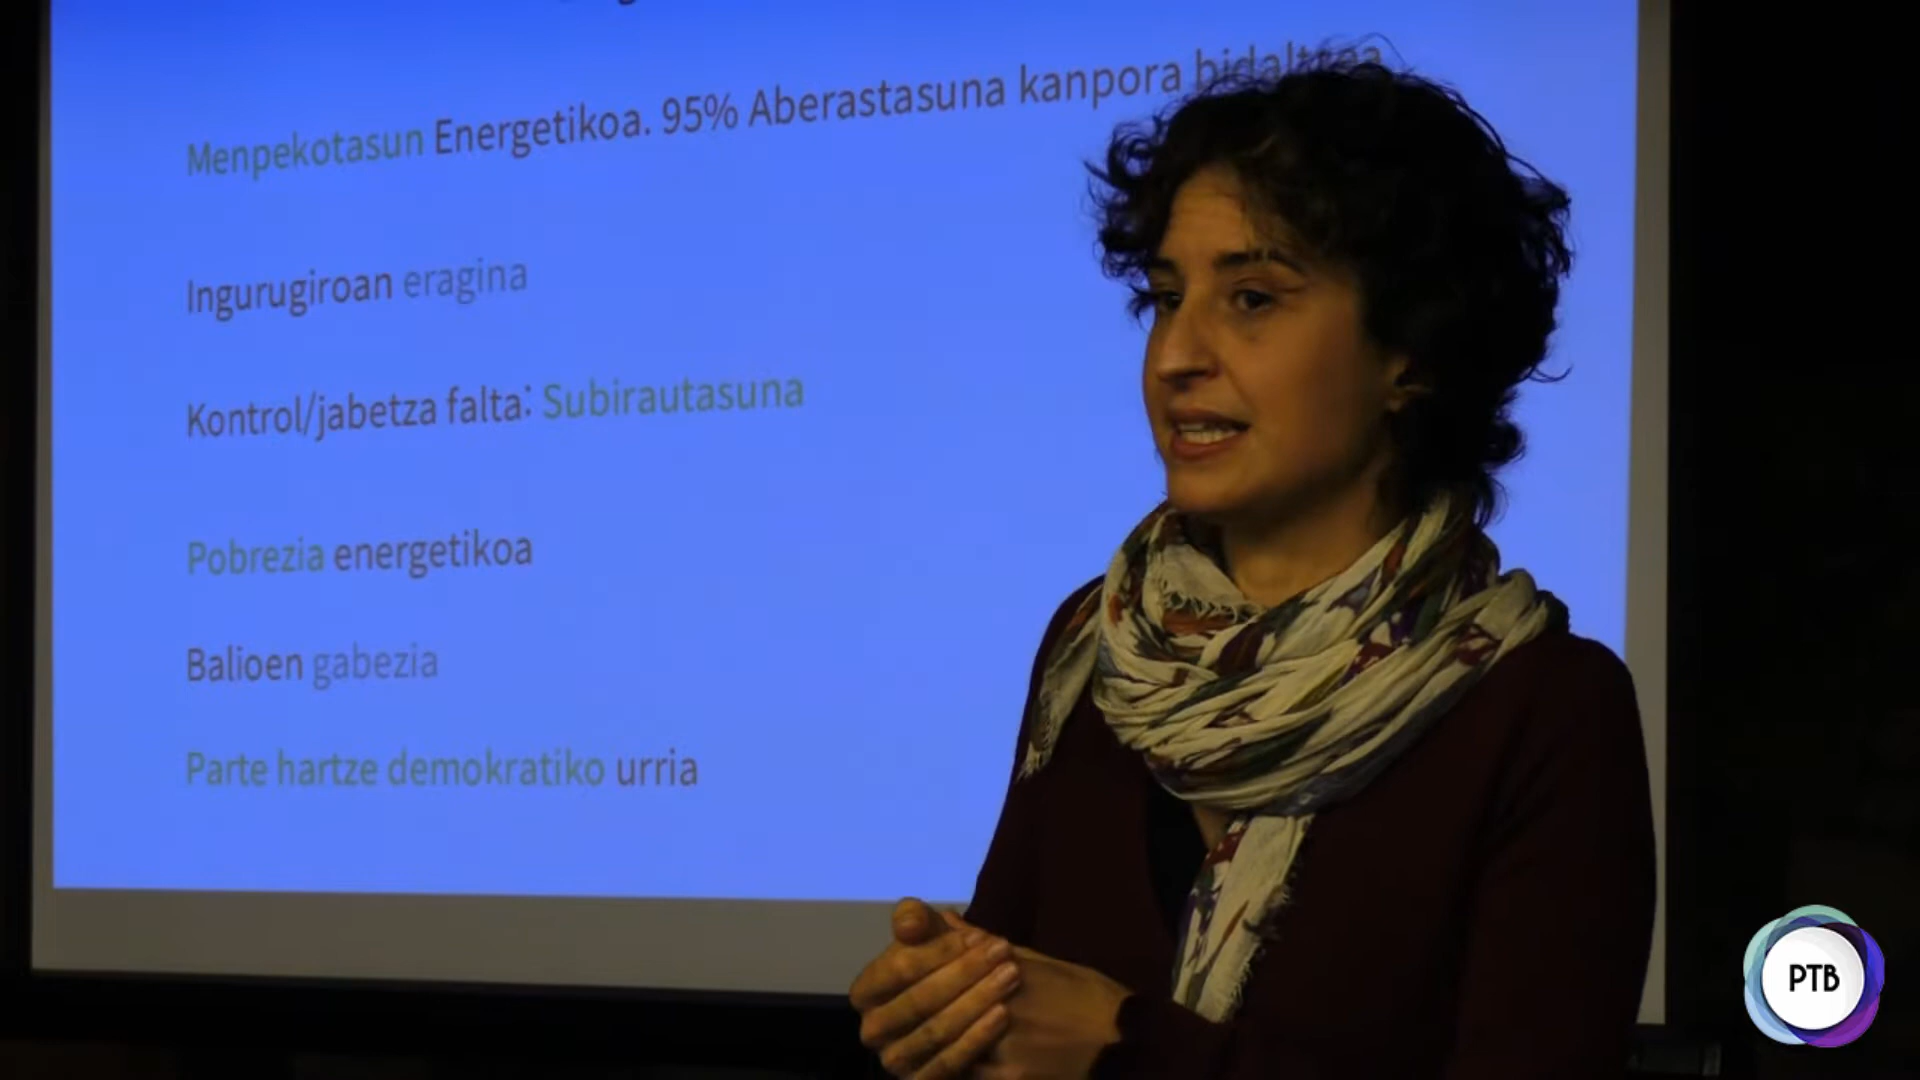 Menpekotasun Energetikoa. 95% Aberastasuna kanpora bidaltzea
Ingurugiroan eragina
Kontrol/jabetza falta: Subirautasuna
Pobrezia energetikoa
Balioen gabezia
Parte hartze demokratiko urria
PTB